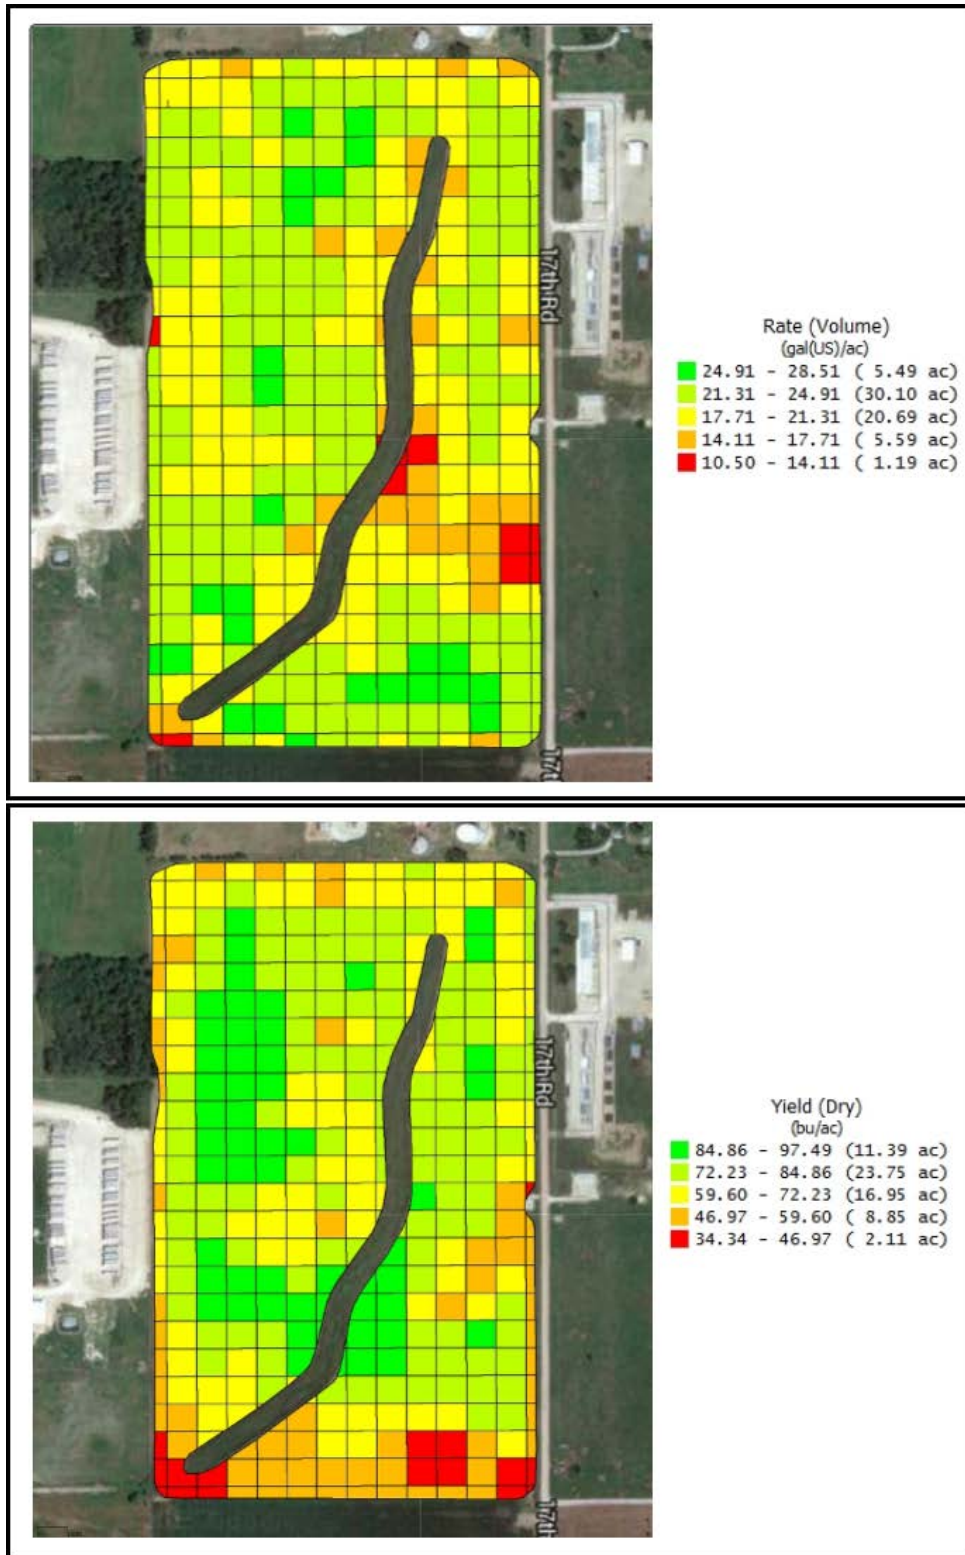 17th Rd
17t
Rate (Volume)
(gal(US)/ac)
24.91 - 28.51 ( 5.49 ac)
21.31 - 24.91 (30.10 ac)
17.71 - 21.31 (20.69 ac)
14.11 - 17.71 ( 5.59 ac)
10.50 - 14.11 ( 1.19 ac)
17th Rd
17th
Yield (Dry)
(bu/ac)
84.86 - 97.49 (11.39 ac)
72.23 - 84.86 (23.75 ac)
59.60 - 72.23 (16.95 ac)
46.97 - 59.60 ( 8.85 ac)
34.34 - 46.97 ( 2.11 ac)